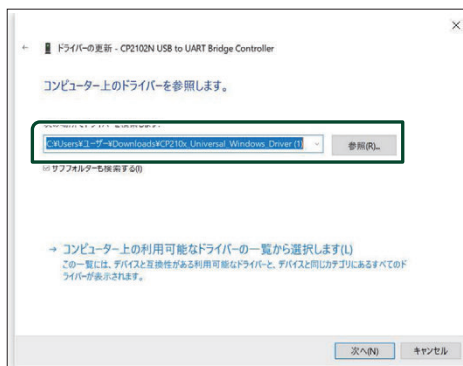 ドライバーの更新 - CP2102N USB to UART Bridge Controller
コンピューター上のドライバーを参照します。
C:¥Users¥ユーザー¥Downloads¥CP210x_Universal_Windows_Driver (1)
参照(R)...
サブフォルダーも検索する(I)
→ コンピューター上の利用可能なドライバーの一覧から選択します(L)
この一覧には、デバイスと互換性がある利用可能なドライバーと、デバイスと同じカテゴリにあるすべてのド
ライバーが表示されます。
次へ(N)
キャンセル